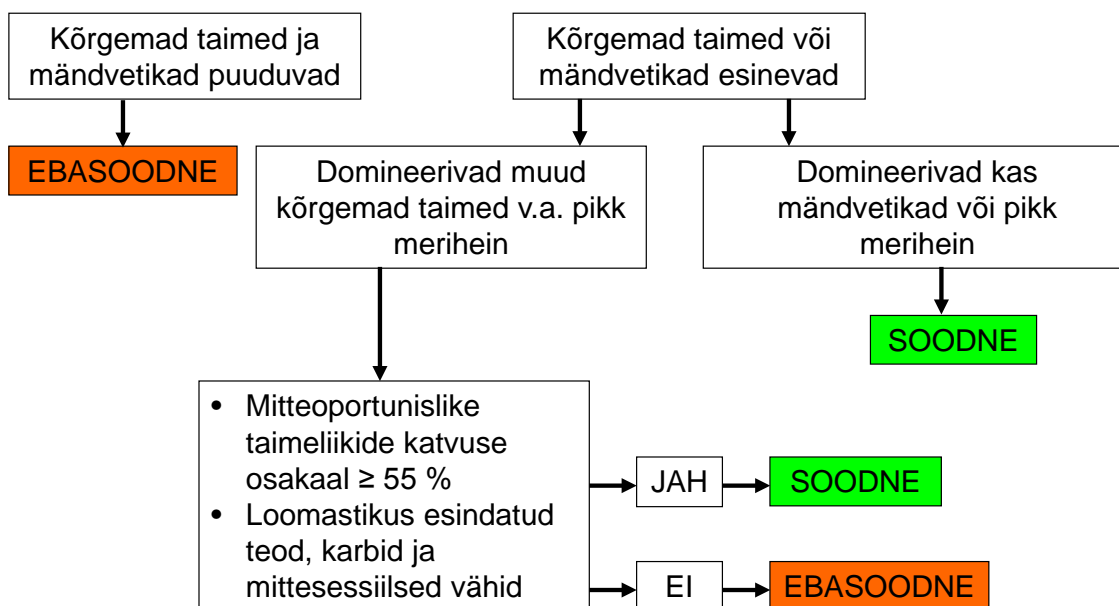 Kõrgemad taimed ja
mändvetikad puuduvad
Kõrgemad taimed või
mändvetikad esinevad
EBASOODNE
Domineerivad muud
kõrgemad taimed v.a. pikk
merihein
Domineerivad kas
mändvetikad või pikk
merihein
SOODNE
• Mitteoportunislike
taimeliikide katvuse
osakaal ≥ 55 %
• Loomastikus esindatud
teod, karbid ja
mittesessiilsed vähid
JAH
SOODNE
EI
EBASOODNE